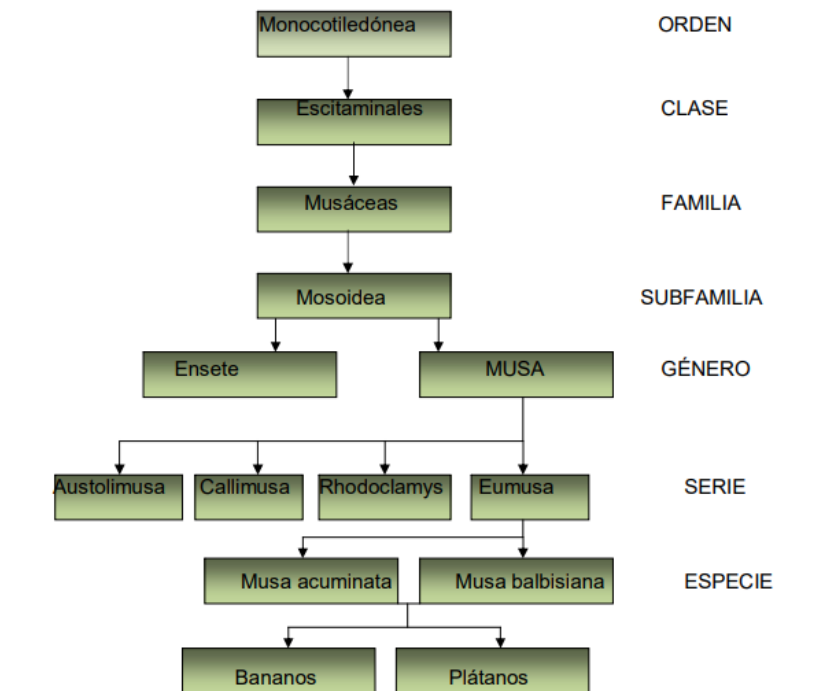 Monocotiledónea ORDEN
Escitaminales CLASE
Musáceas FAMILIA
Mosoidea SUBFAMILIA
Ensete MUSA GÉNERO
Austolimusa Callimusa Rhodoclamys Eumusa SERIE
Musa acuminata Musa balbisiana ESPECIE
Bananos Plátanos